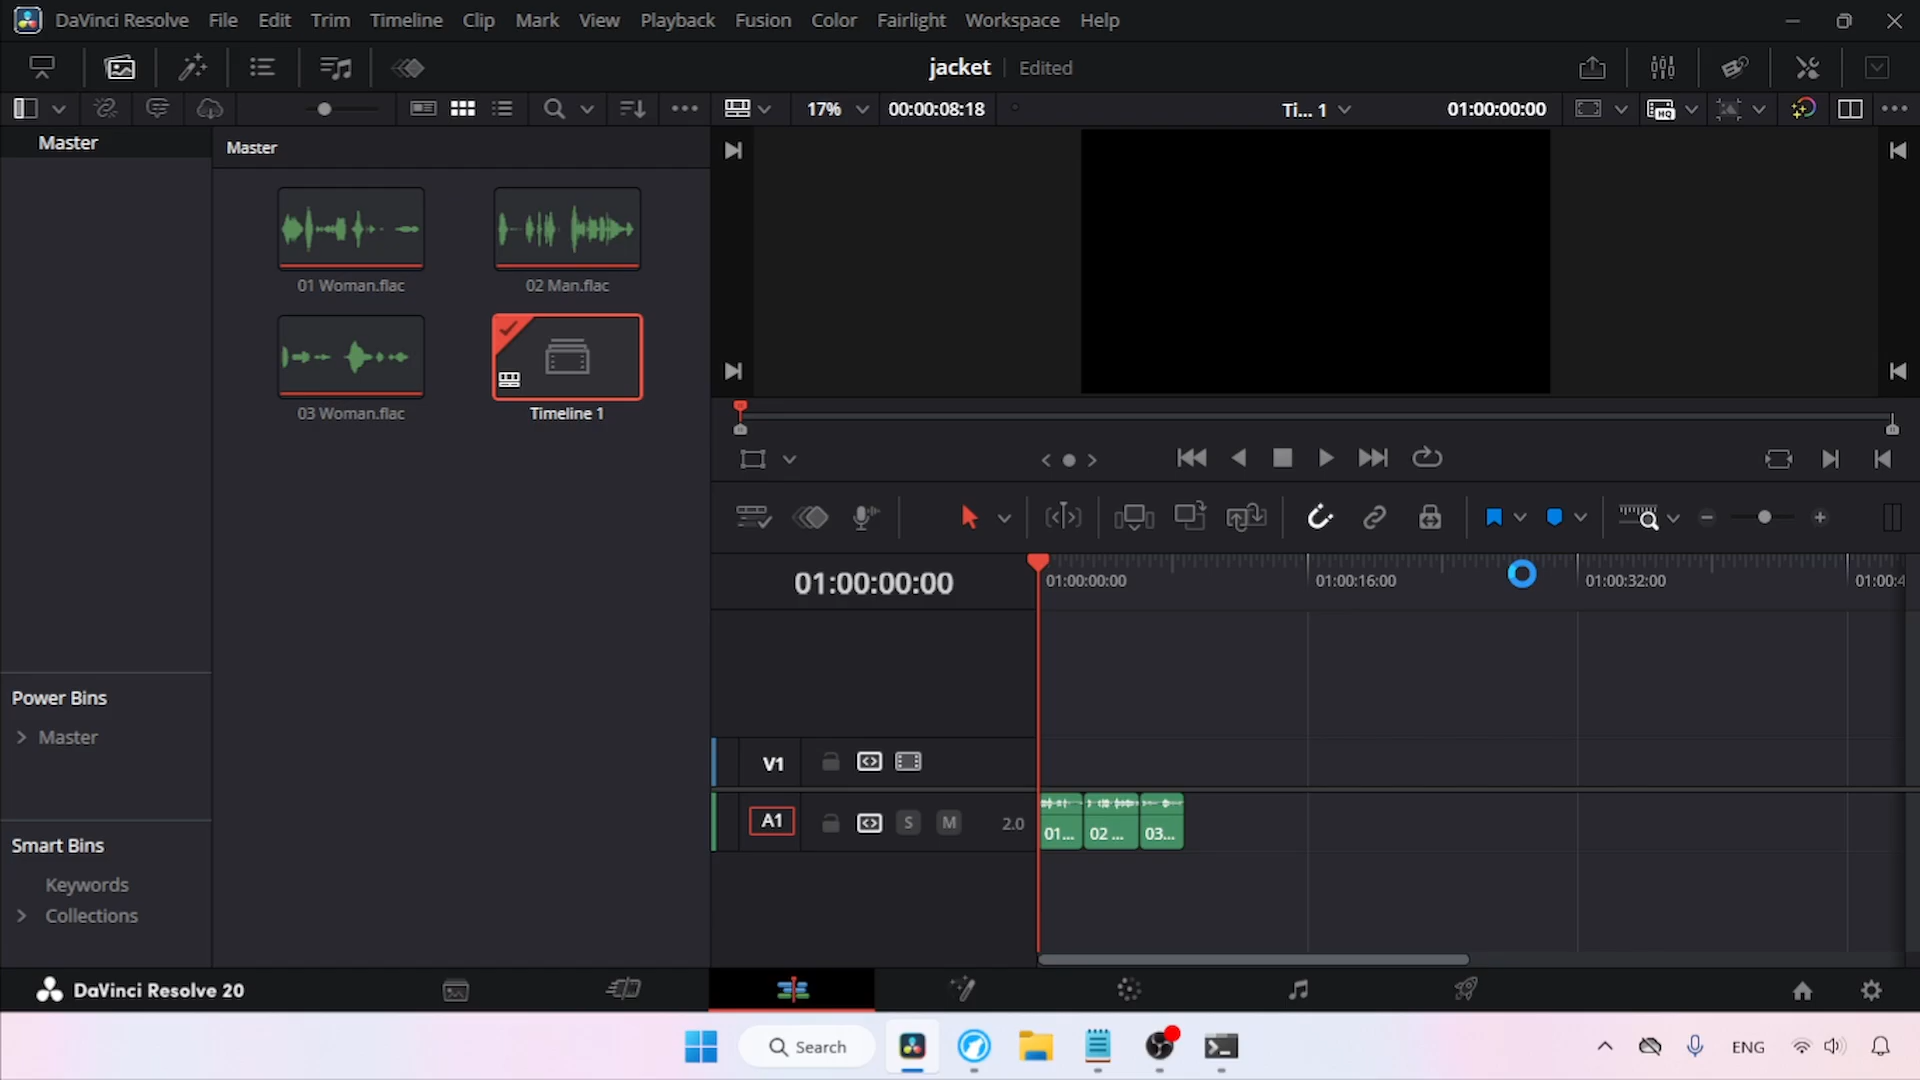 DaVinci Resolve File Edit Trim Timeline Clip Mark View Playback Fusion Color Fairlight Workspace Help
jacket Edited
17% 00:00:08:18 Ti... 1 01:00:00:00
HQ
Master
Master
01 Woman.flac 02 Man.flac
03 Woman.flac Timeline 1
01:00:00:00 01:00:00:00 01:00:16:00 01:00:32:00 01:00:4
Power Bins
Master
V1
A1 S M 2.0 01... 02 ... 03...
Smart Bins
Keywords
Collections
DaVinci Resolve 20
Search ENG